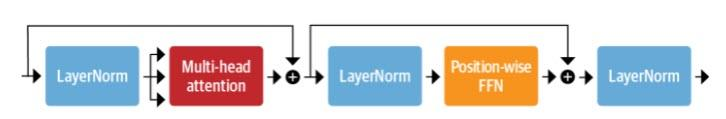 LayerNorm
Multi-head
attention
LayerNorm
Position-wise
FFN
LayerNorm